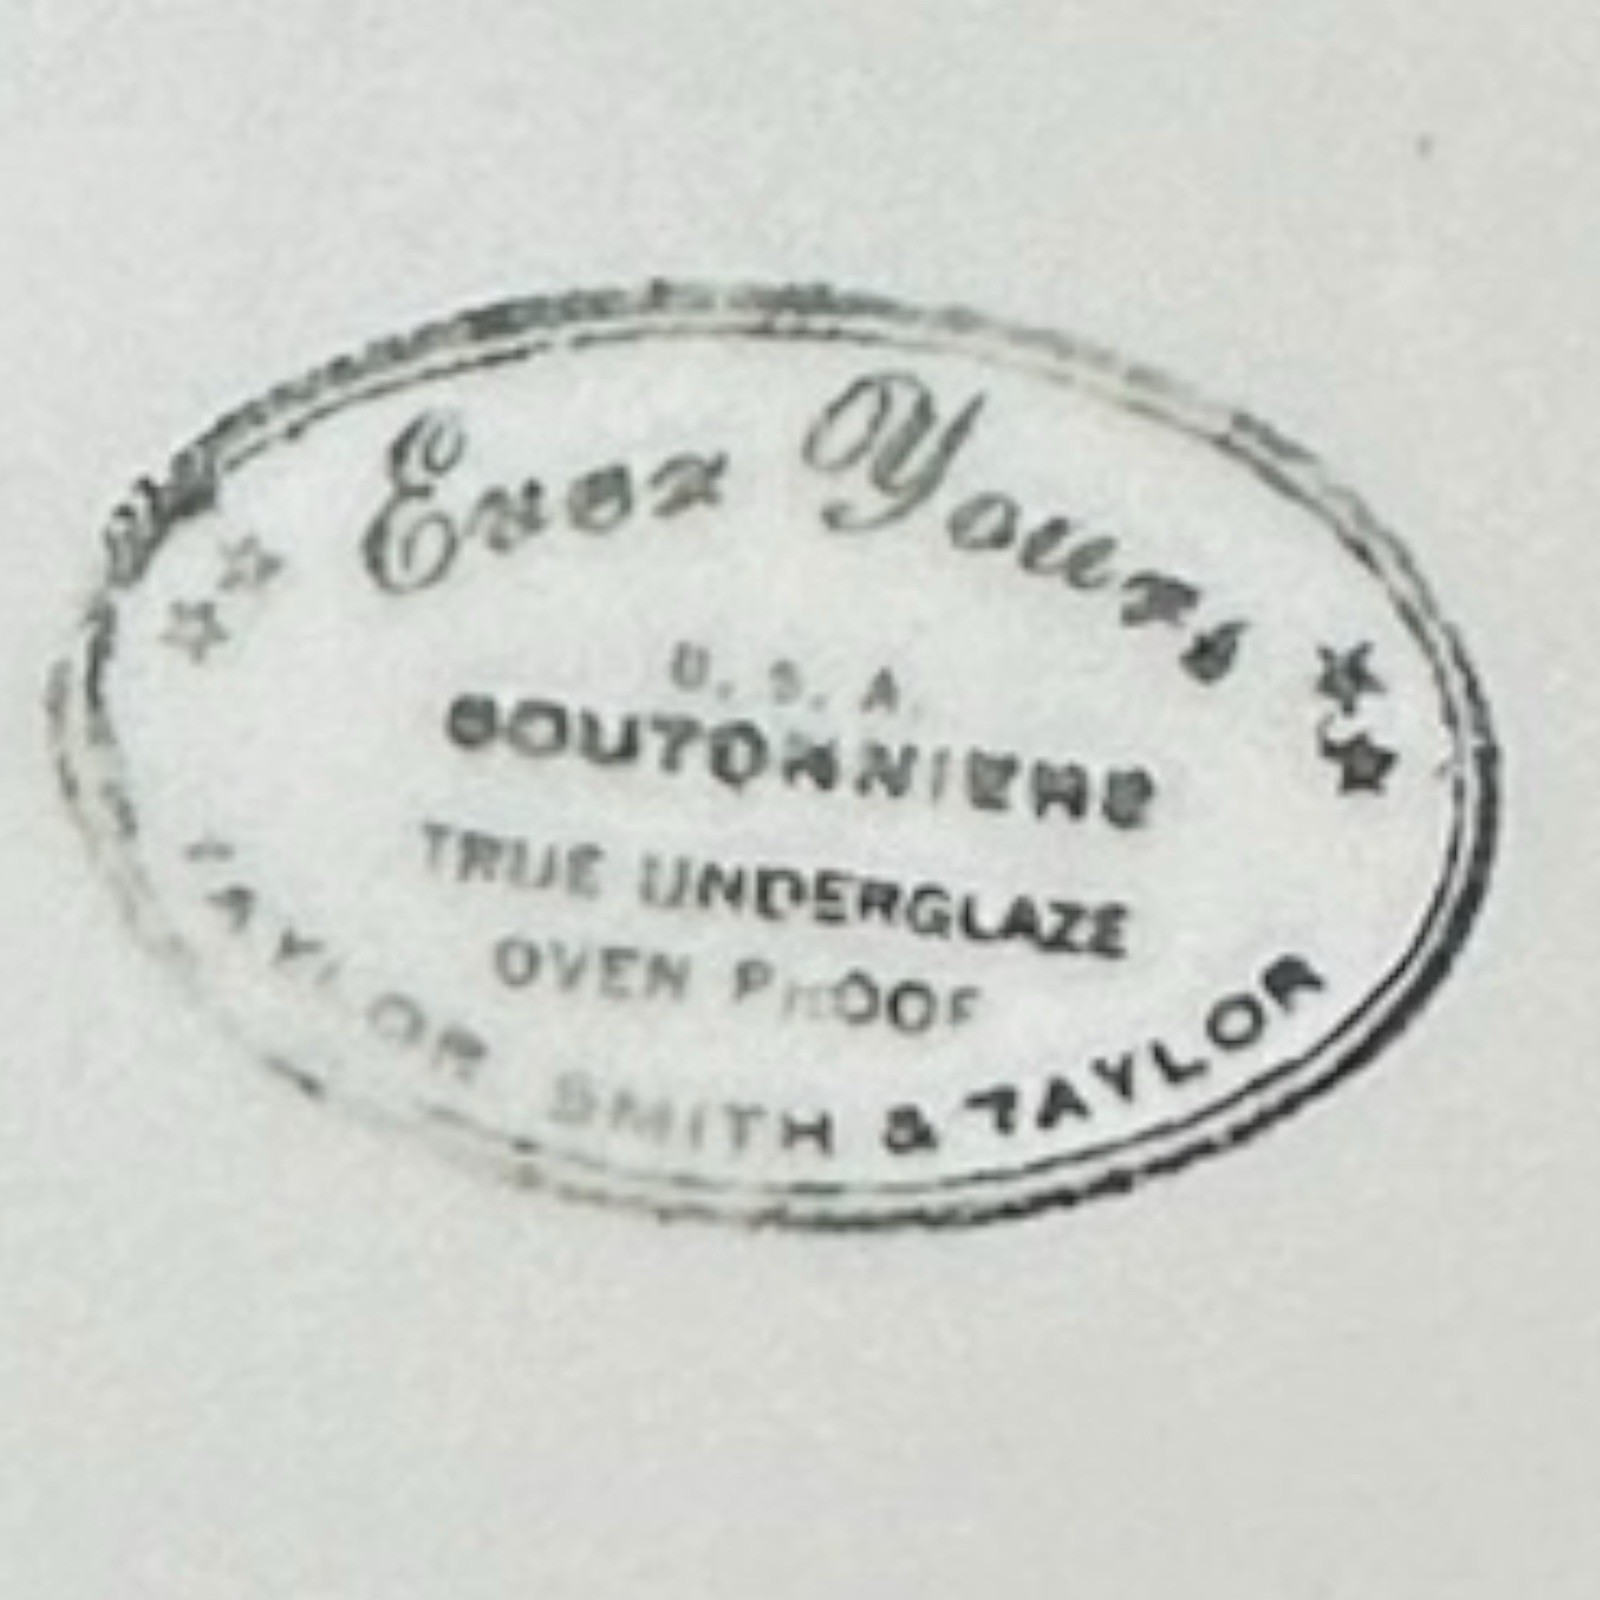 Ever Yours
U.S.A.
BOUTONNIERE
TRUE UNDERGLAZE
OVEN PROOF
TAYLOR SMITH & TAYLOR